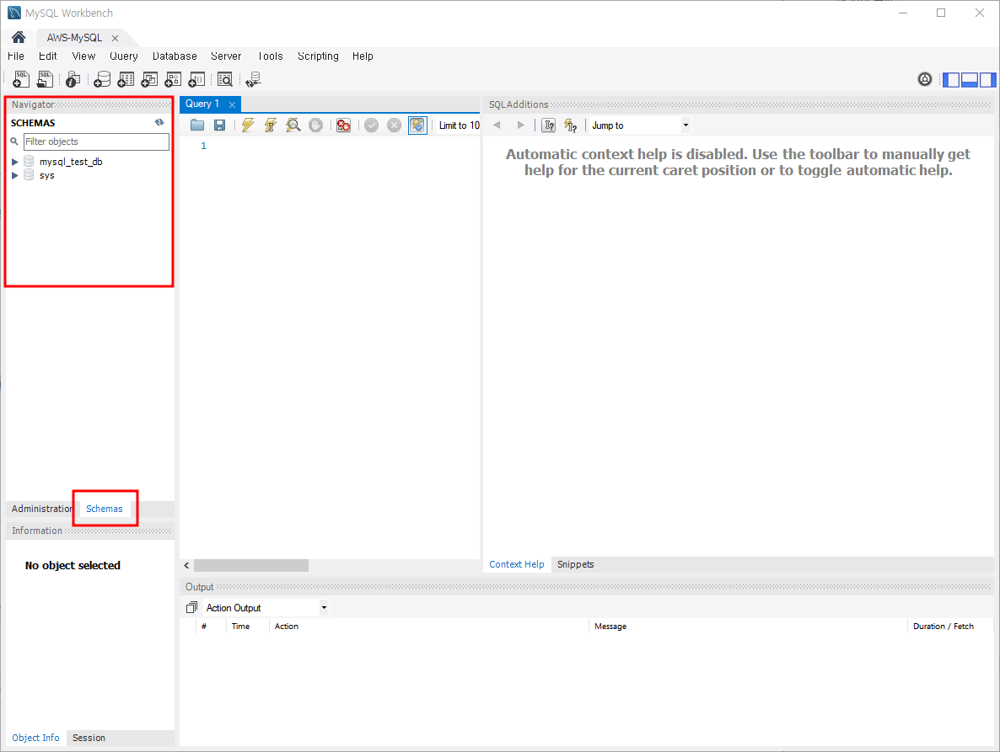 MySQL Workbench
AWS-MySQL
File Edit View Query Database Server Tools Scripting Help
Navigator
SCHEMAS
Filter objects
mysql_test_db
sys
Administration Schemas
Information
No object selected
Object Info Session
Query 1
Limit to 10
1
SQLAdditions
Jump to
Automatic context help is disabled. Use the toolbar to manually get
help for the current caret position or to toggle automatic help.
Context Help Snippets
Output
Action Output
# Time Action Message Duration / Fetch